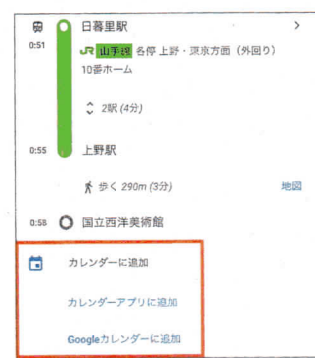 日暮里駅
0:51
JR 山手線 各停 上野・東京方面（外回り）
10番ホーム
2駅 (4分)
0:55 上野駅
歩く 290m (3分) 地図
0:58 国立西洋美術館
カレンダーに追加
カレンダーアプリに追加
Googleカレンダーに追加